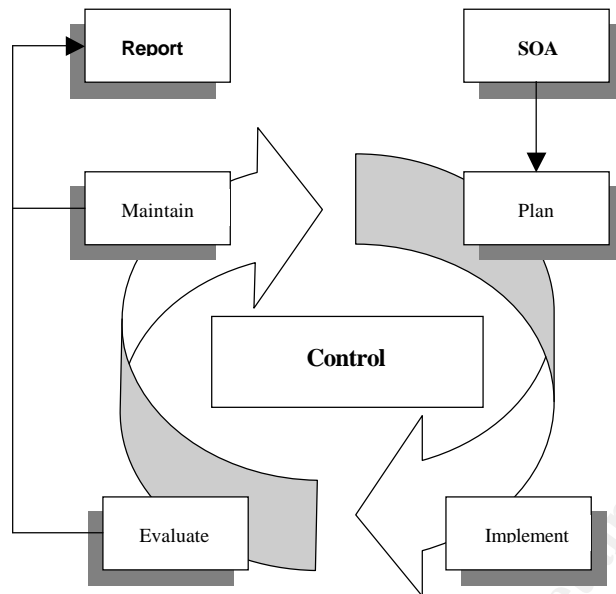 Report
SOA
Maintain
Plan
Control
Evaluate
Implement